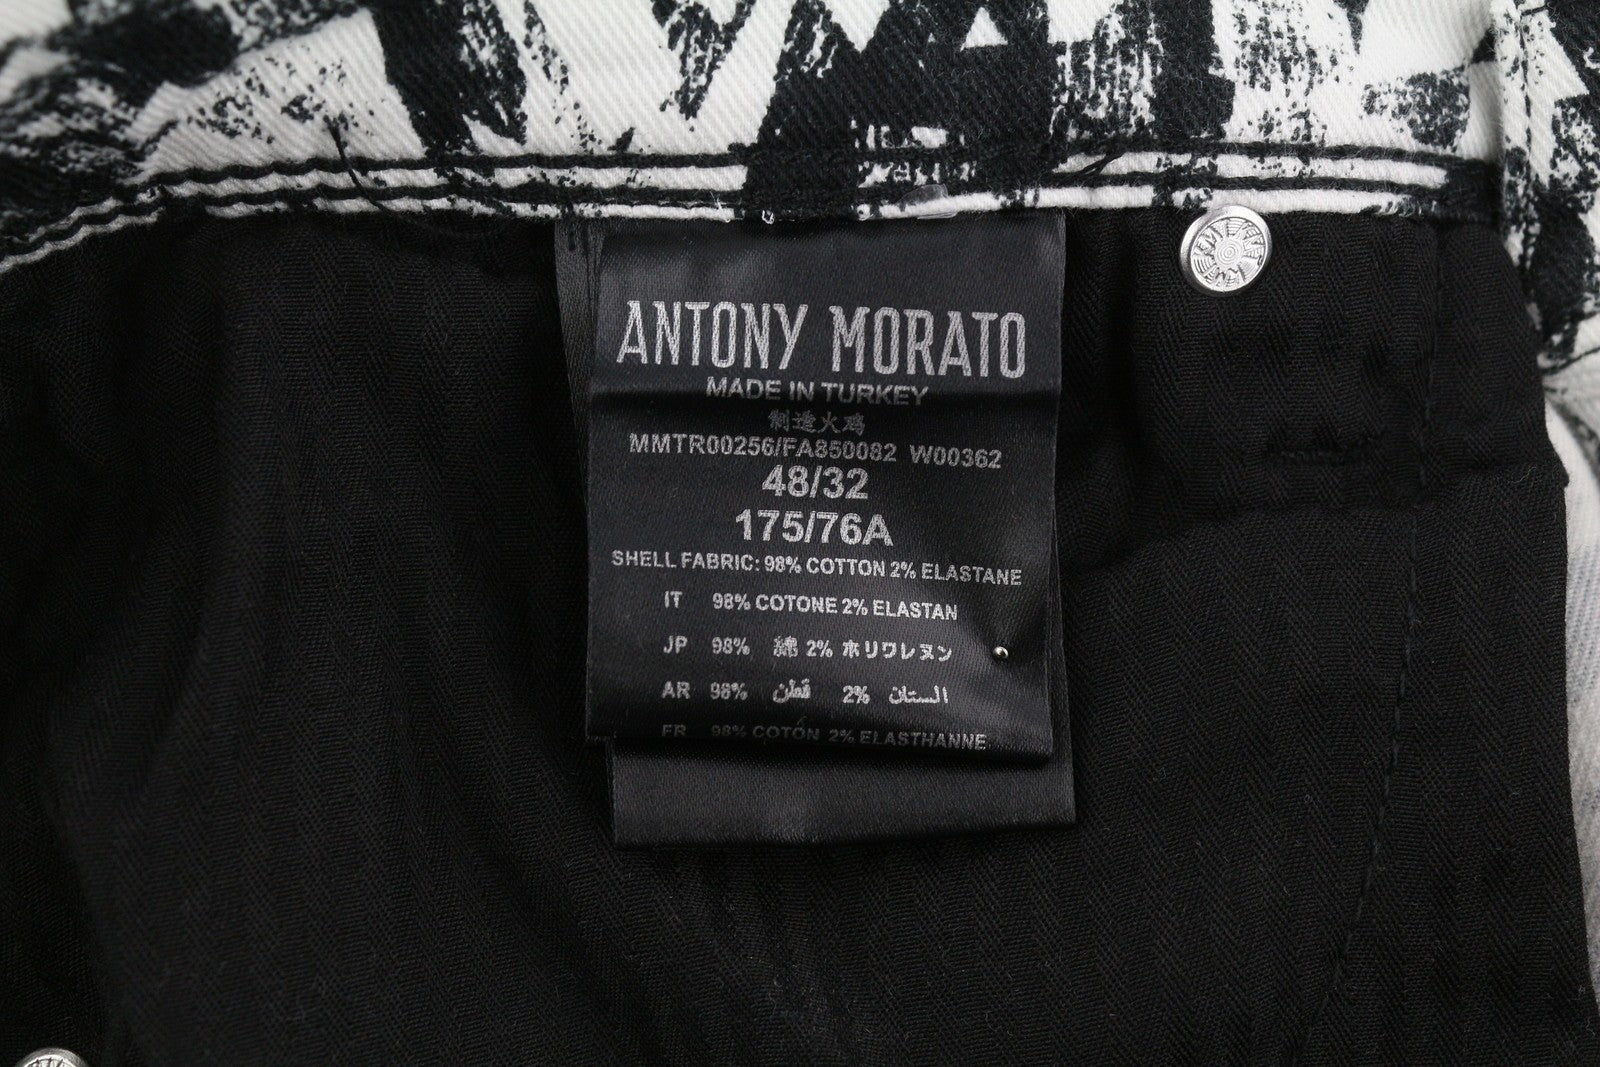 ANTONY MORATO
MADE IN TURKEY
制造火鸡
MMTR00256/FA850082 W00362
48/32
175/76A
SHELL FABRIC: 98% COTTON 2% ELASTANE
IT 98% COTONE 2% ELASTAN
JP 98% 綿 2% ホリワレヌン
AR 98% قطن 2% الستان
FR 98% COTÓN 2% ELASTHANNE